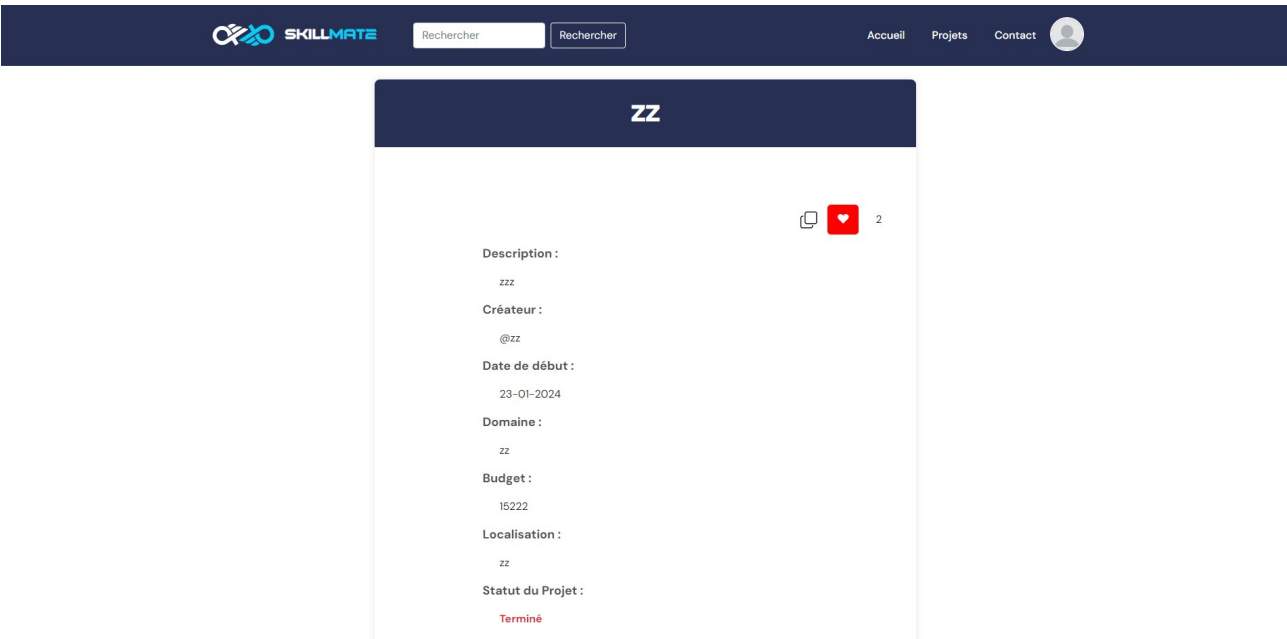 SKILLMATE Rechercher Rechercher Accueil Projets Contact
zz
2
Description :
zzz
Créateur :
@zz
Date de début :
23-01-2024
Domaine :
zz
Budget :
15222
Localisation :
zz
Statut du Projet :
Terminé